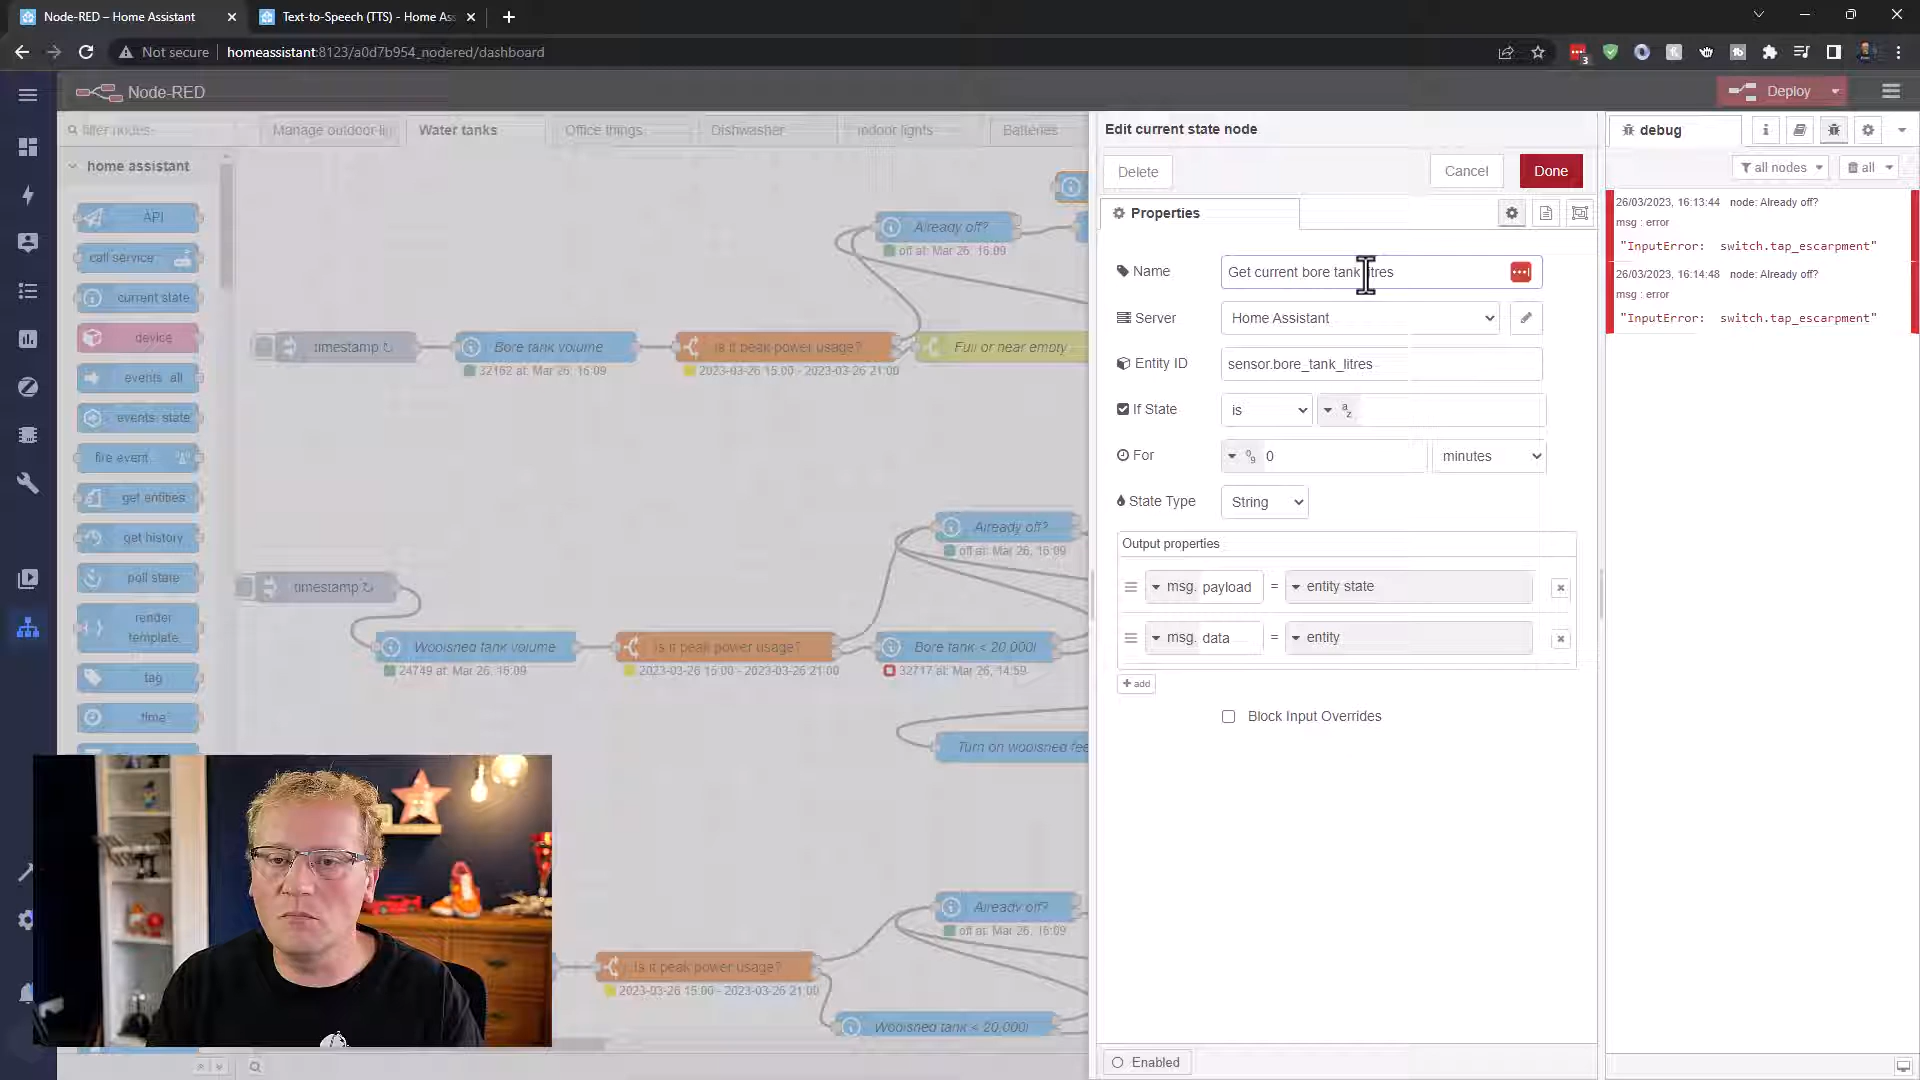 Node-RED – Home Assistant
Text-to-Speech (TTS) - Home Ass
Not secure
homeassistant:8123/a0d7b954_nodered/dashboard
3
Node-RED
Deploy
filter nodes
Manage outdoor li
Water tanks
Office things
Dishwasher
Indoor lights
Batteries
Edit current state node
debug
Delete
Cancel
Done
all nodes
all
home assistant
API
call service
current state
device
events: all
events: state
fire event
get entities
get history
poll state
render
template
tag
time
timestamp ↻
Bore tank volume
32162 at: Mar 26, 16:09
Is it peak power usage?
2023-03-26 15:00 - 2023-03-26 21:00
Already off?
off at: Mar 26, 16:09
Full or near empty
timestamp ↻
Woolshed tank volume
24749 at: Mar 26, 16:09
Is it peak power usage?
2023-03-26 15:00 - 2023-03-26 21:00
Already off?
off at: Mar 26, 16:09
Bore tank < 20,000l
32717 at: Mar 26, 14:59
Turn on woolshed fee
Already off?
off at: Mar 26, 16:09
Is it peak power usage?
2023-03-26 15:00 - 2023-03-26 21:00
Woolshed tank < 20,000l
Properties
Name
Get current bore tank litres
Server
Home Assistant
Entity ID
sensor.bore_tank_litres
If State
is
For
0
minutes
State Type
String
Output properties
msg. payload = entity state
msg. data = entity
+ add
Block Input Overrides
Enabled
26/03/2023, 16:13:44 node: Already off?
msg : error
"InputError: switch.tap_escarpment"
26/03/2023, 16:14:48 node: Already off?
msg : error
"InputError: switch.tap_escarpment"